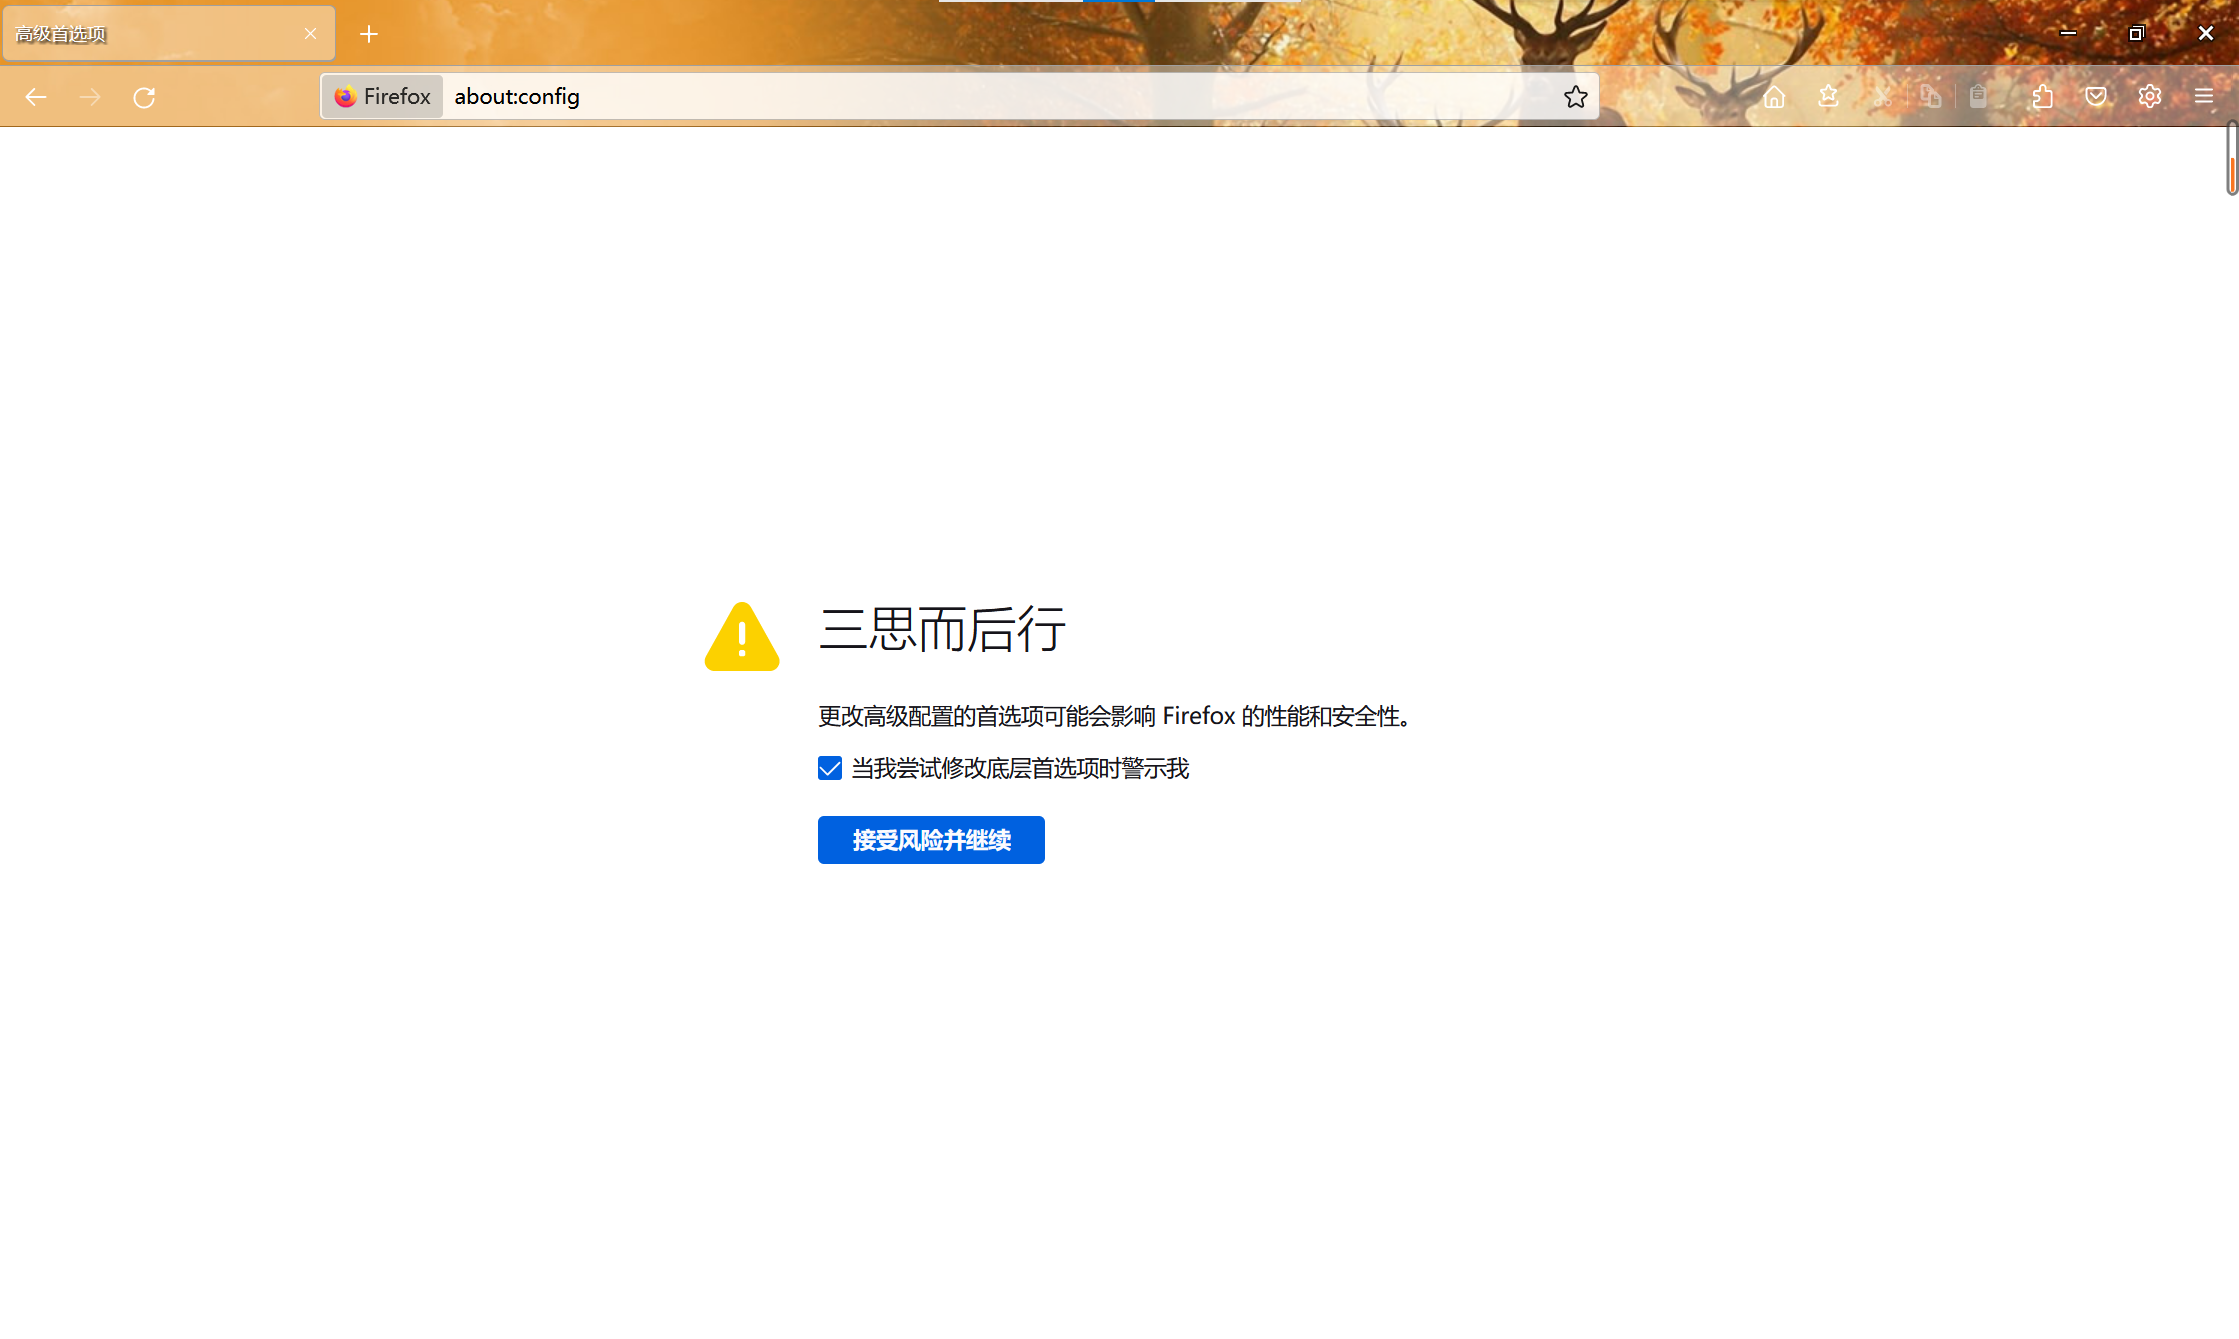 高级首选项
Firefox about:config
三思而后行
更改高级配置的首选项可能会影响 Firefox 的性能和安全性。
当我尝试修改底层首选项时警示我
接受风险并继续